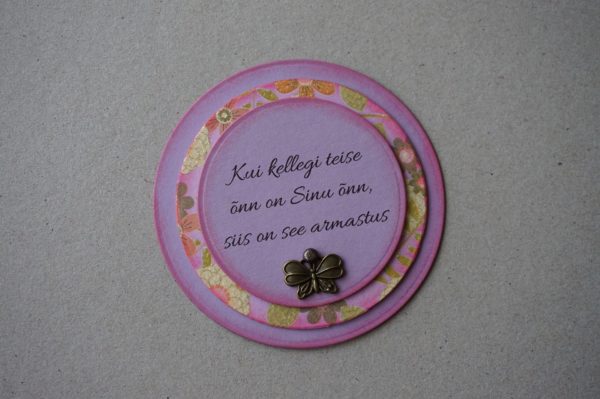 Kui kellegi teise
õnn on Sinu õnn,
siis on see armastus